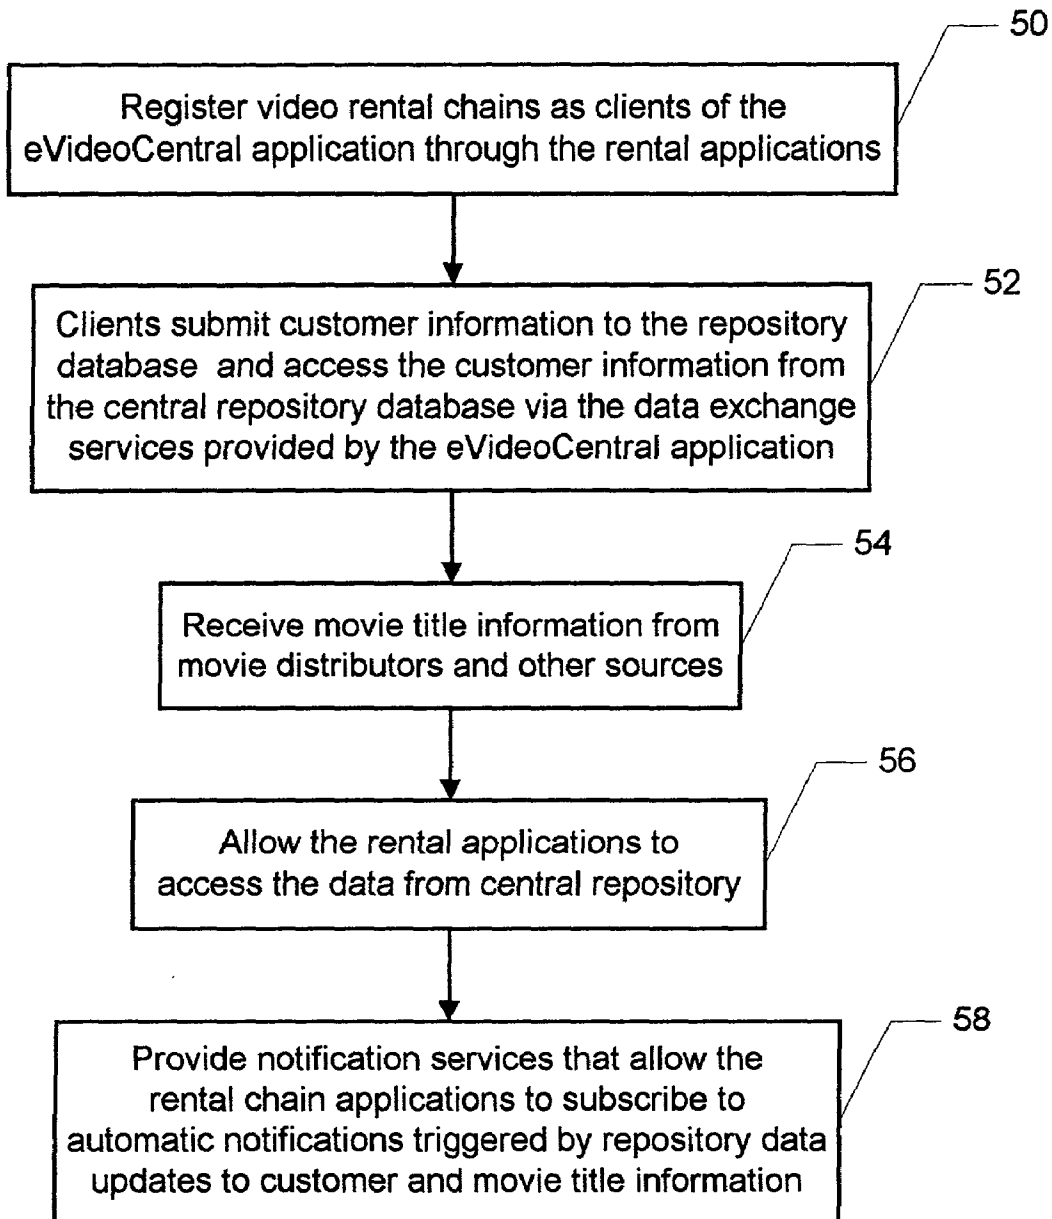 50
Register video rental chains as clients of the
eVideoCentral application through the rental applications
52
Clients submit customer information to the repository
database and access the customer information from
the central repository database via the data exchange
services provided by the eVideoCentral application
54
Receive movie title information from
movie distributors and other sources
56
Allow the rental applications to
access the data from central repository
58
Provide notification services that allow the
rental chain applications to subscribe to
automatic notifications triggered by repository data
updates to customer and movie title information